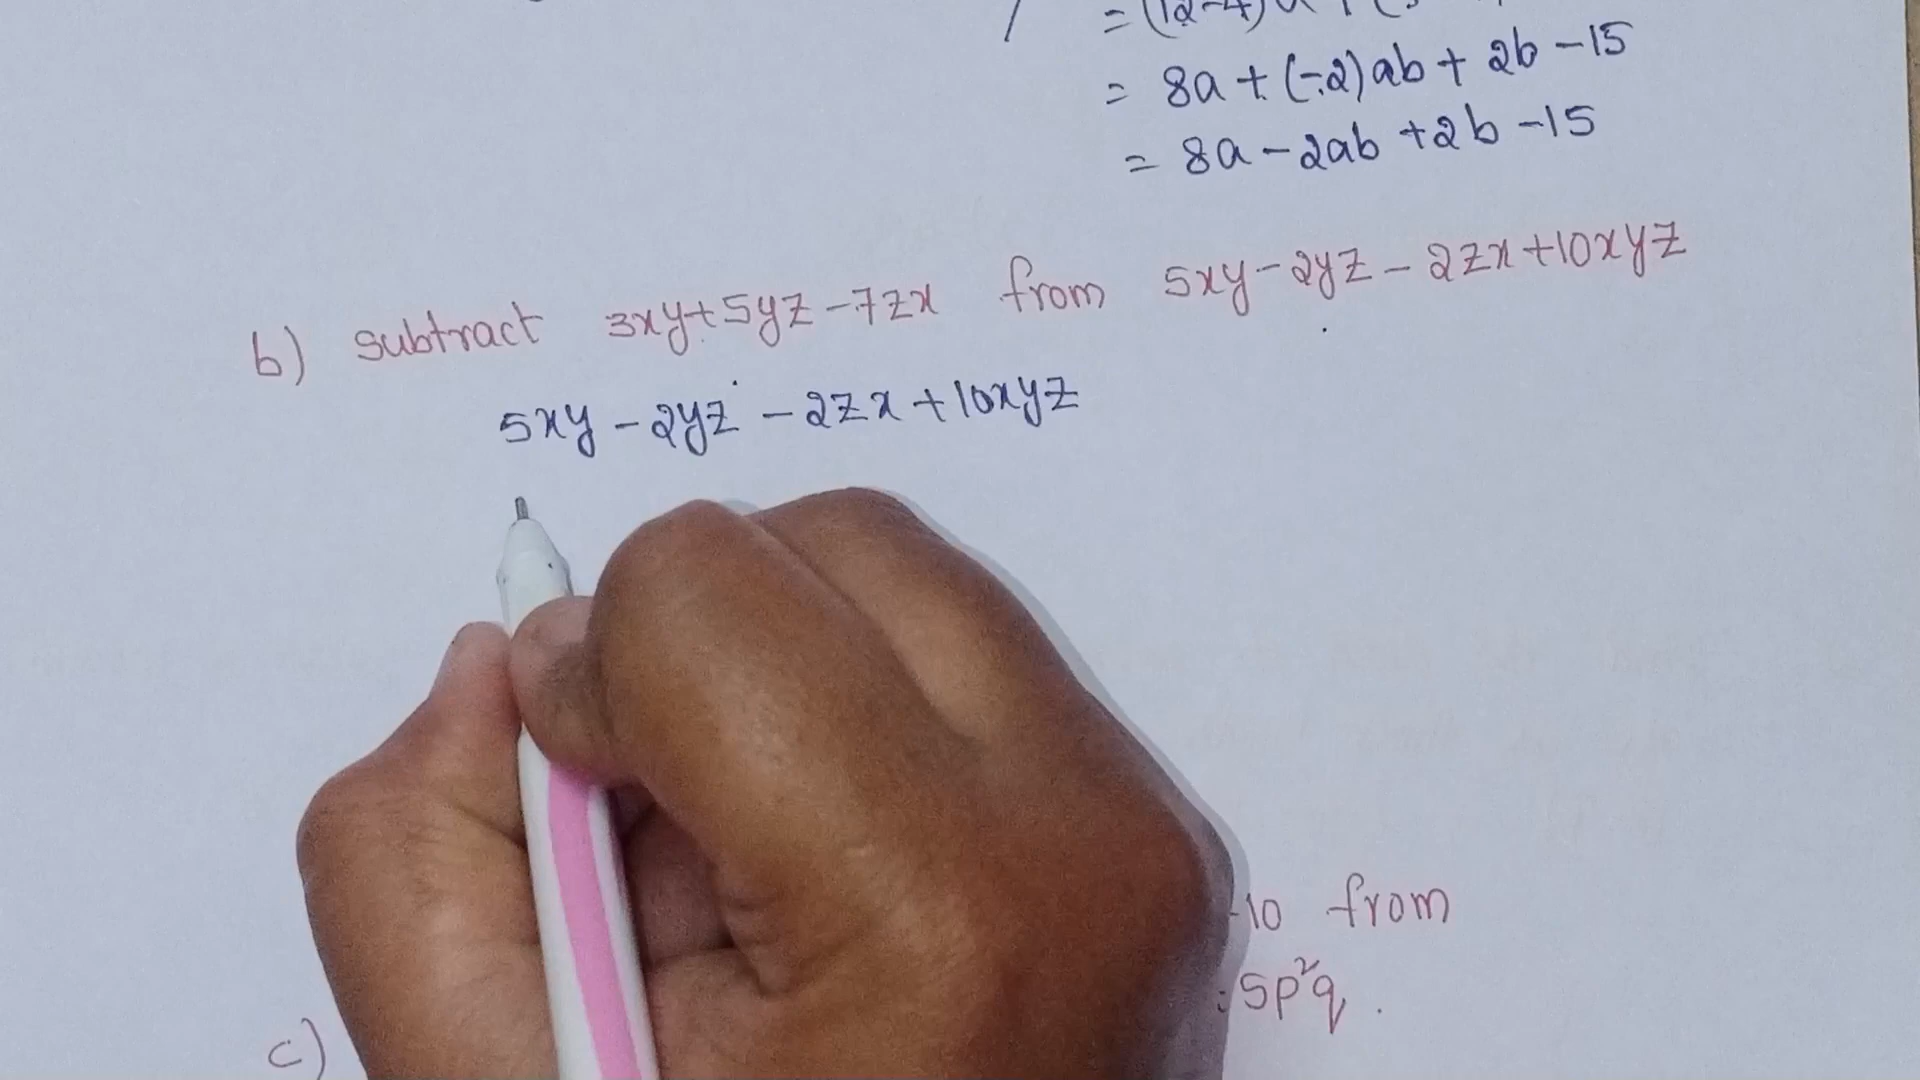 = 8a + (-2)ab + 2b - 15
= 8a - 2ab + 2b - 15
b) subtract 3xy + 5yz - 7zx from 5xy - 2yz - 2zx + 10xyz
5xy - 2yz - 2zx + 10xyz
-10 from
c) 5p²q.